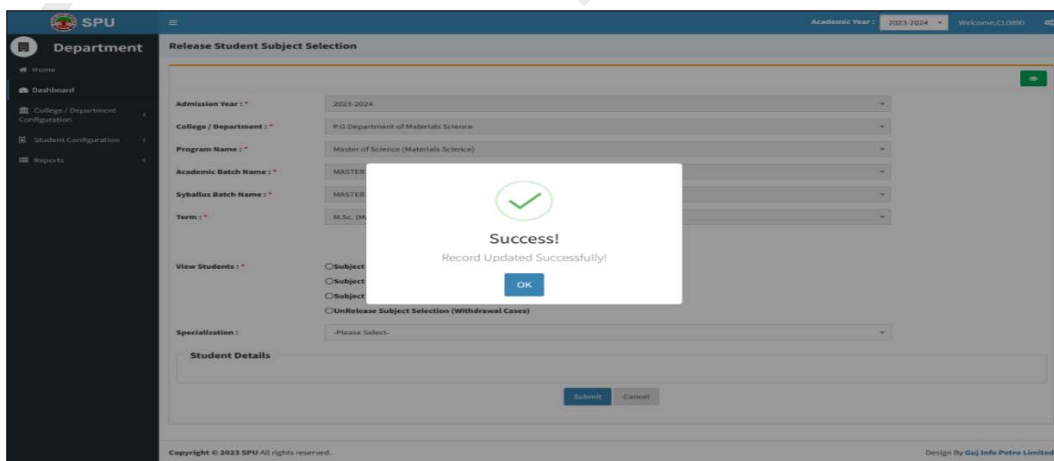 SPU
Academic Year : 2023-2024 Welcome,CL0890
Department
Release Student Subject Selection
Home
Dashboard
College / Department
Configuration
Student Configuration
Reports
Admission Year : * 2023-2024
College / Department : * P.G.Department of Materials Science
Program Name : * Master of Science (Materials Science)
Academic Batch Name : * MASTER
Syballus Batch Name : * MASTER
Term : * M.Sc. (M
Success!
Record Updated Successfully!
OK
View Students : * Subject
Subject
Subject
UnRelease Subject Selection (Withdrawal Cases)
Specialization : -Please Select-
Student Details
Submit Cancel
Copyright © 2023 SPU All rights reserved. Design By Guj Info Petro Limited